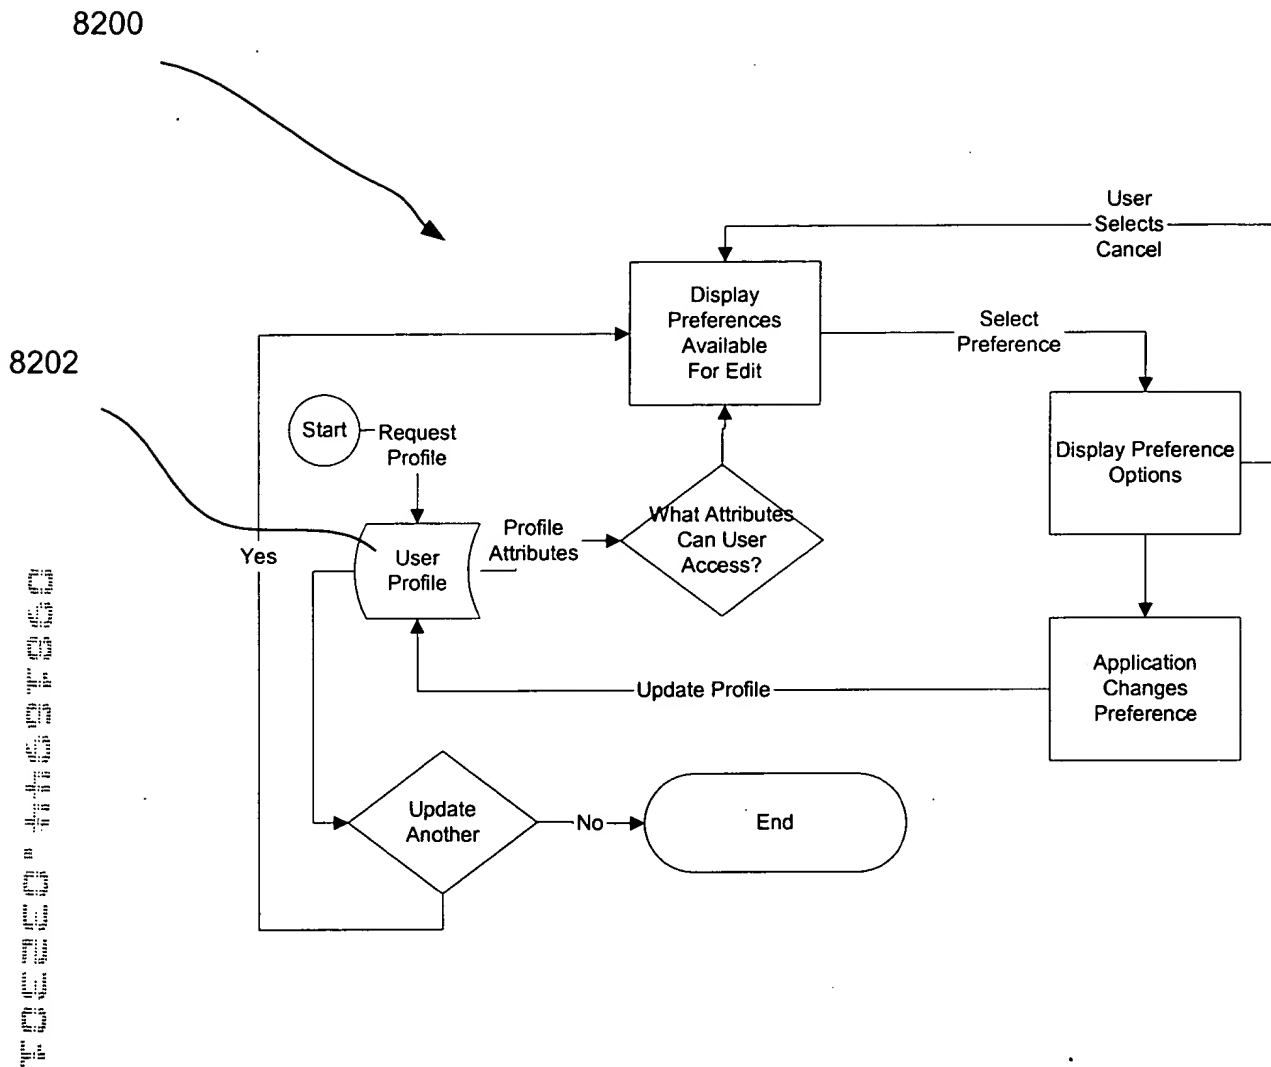 8200
User
Selects
Cancel
Display
Preferences
Available
For Edit
Select
Preference
8202
Start
Request
Profile
Display Preference
Options
What Attributes
Can User
Access?
Profile
Attributes
User
Profile
Yes
Application
Changes
Preference
Update Profile
Update
Another
No
End